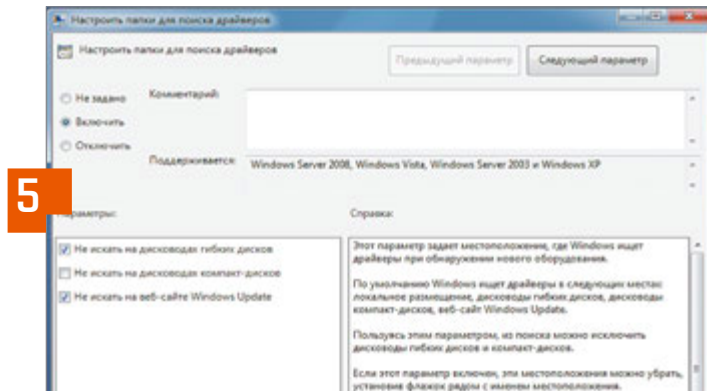 Настроить папки для поиска драйверов
Настроить папки для поиска драйверов
Предыдущий параметр
Следующий параметр
Не задано
Комментарий:
Включить
Отключить
Поддерживается:
Windows Server 2008, Windows Vista, Windows Server 2003 и Windows XP
5
Параметры:
Справка:
Не искать на дисководах гибких дисков
Не искать на дисководах компакт-дисков
Не искать на веб-сайте Windows Update
Этот параметр задает местоположение, где Windows ищет
драйверы при обнаружении нового оборудования.
По умолчанию Windows ищет драйверы в следующих местах:
локальное размещение, дисководы гибких дисков, дисководы
компакт-дисков, веб-сайт Windows Update.
Пользуясь этим параметром, из поиска можно исключить
дисководы гибких дисков и компакт-дисков.
Если этот параметр включен, эти местоположения можно убрать,
установив флажок рядом с именем местоположения.